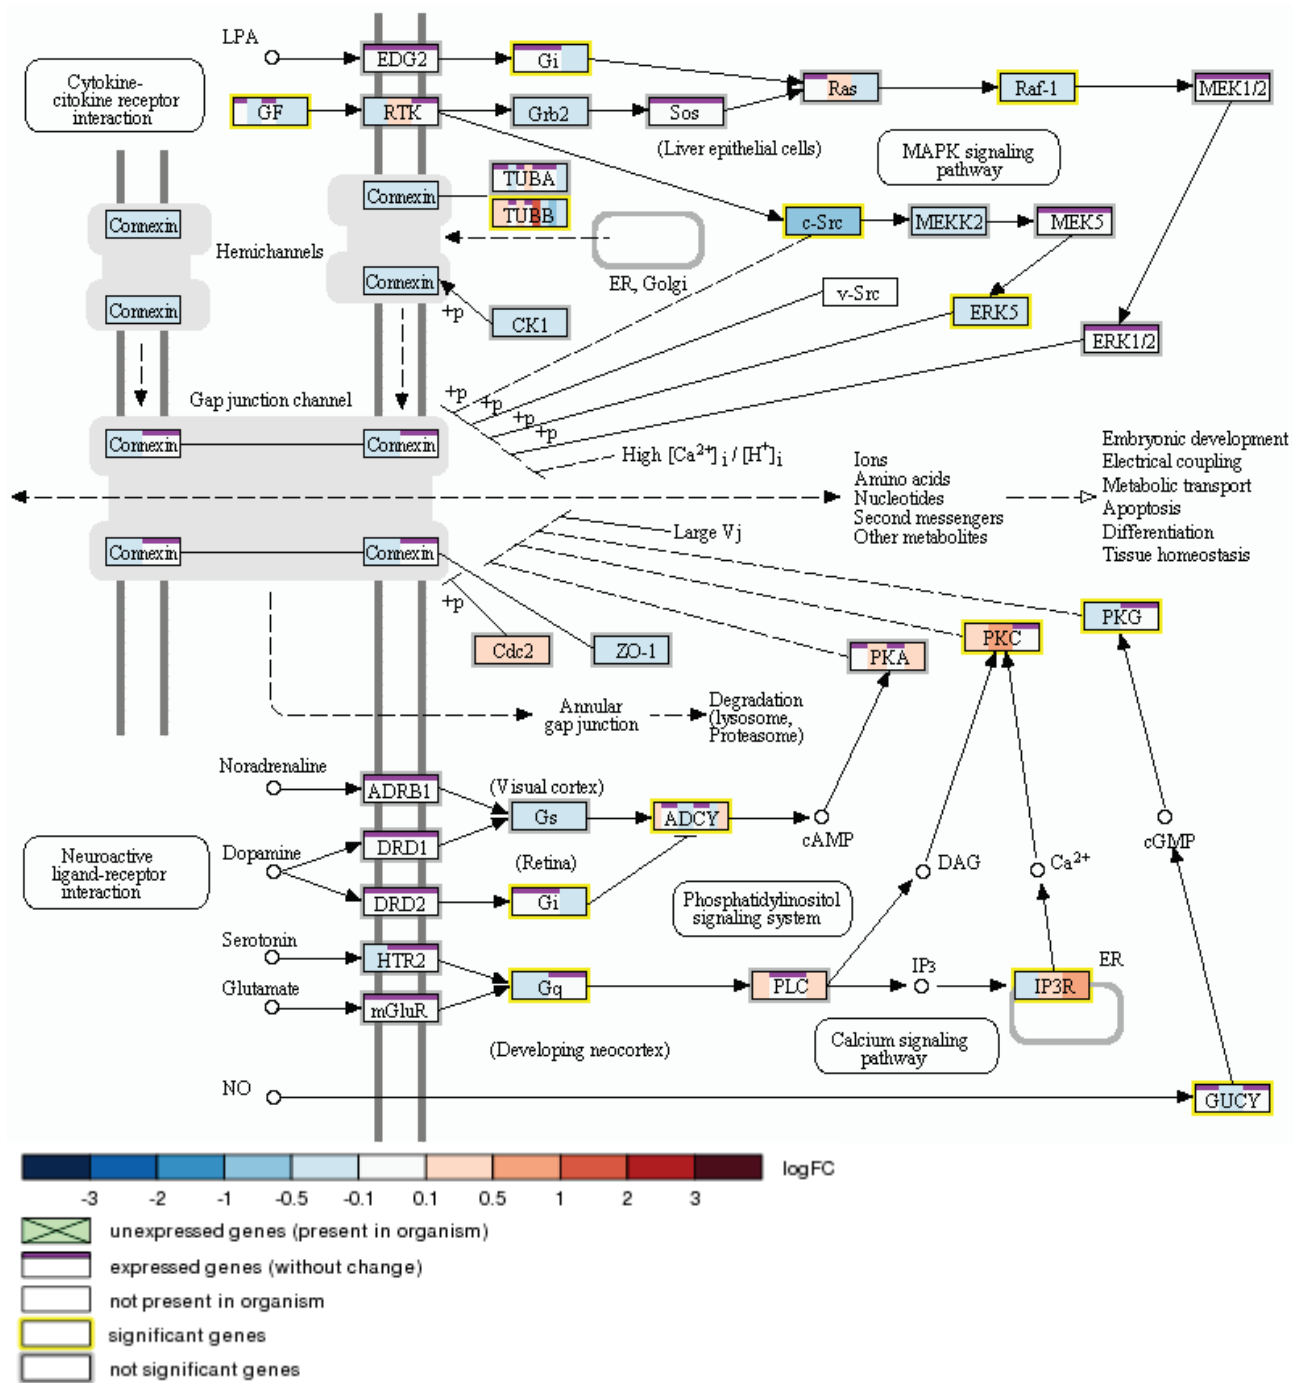 LPA
EDG2
Gi
Cytokine-
citokine receptor
interaction
GF
RTK
Grb2
Sos
Ras
Raf-1
MEK1/2
(Liver epithelial cells)
MAPK signaling
pathway
Connexin
TUBA
TUBB
Connexin
Hemichannels
c-Src
MEKK2
MEK5
ER, Golgi
Connexin
v-Src
Connexin
+p
CK1
ERK5
ERK1/2
Gap junction channel
+p
+p
+p
+p
Connexin
Connexin
High [Ca2+]i / [H+]i
Ions
Amino acids
Nucleotides
Second messengers
Other metabolites
Embryonic development
Electrical coupling
Metabolic transport
Apoptosis
Differentiation
Tissue homeostasis
Large Vj
Connexin
Connexin
+p
Cdc2
ZO-1
PKA
PKC
PKG
Annular
gap junction
Degradation
(lysosome,
Proteasome)
Noradrenaline
ADRB1
(Visual cortex)
Gs
ADCY
cAMP
cGMP
Neuroactive
ligand-receptor
interaction
Dopamine
DRD1
(Retina)
DRD2
Gi
DAG
Ca2+
Phosphatidylinositol
signaling system
Serotonin
HTR2
Glutamate
mGluR
Gq
PLC
IP3
IP3R
ER
(Developing neocortex)
Calcium signaling
pathway
NO
GUCY
logFC
-3 -2 -1 -0.5 -0.1 0.1 0.5 1 2 3
unexpressed genes (present in organism)
expressed genes (without change)
not present in organism
significant genes
not significant genes